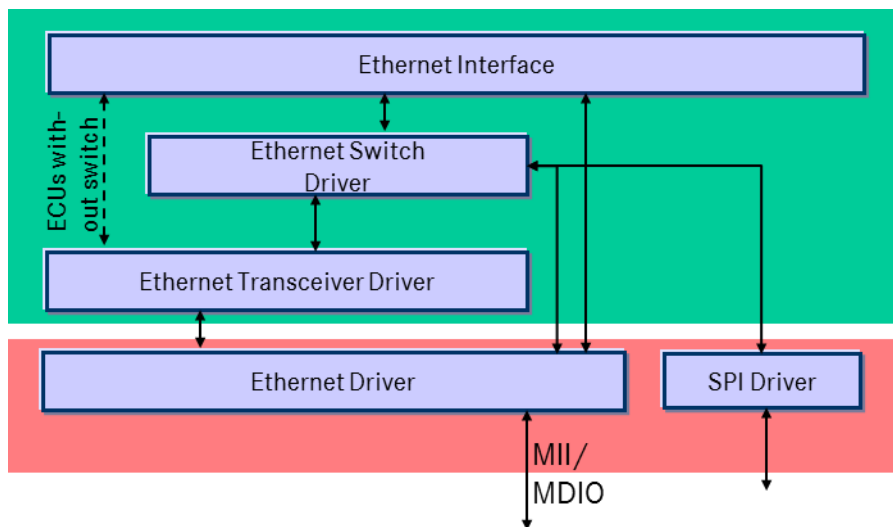 Ethernet Interface
ECUs with-
out switch
Ethernet Switch
Driver
Ethernet Transceiver Driver
Ethernet Driver
SPI Driver
MII/
MDIO